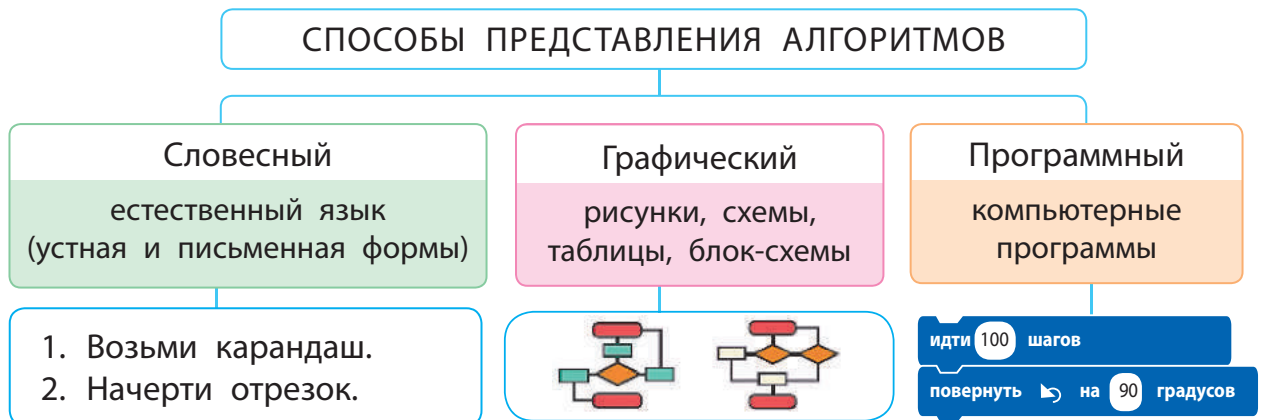 СПОСОБЫ ПРЕДСТАВЛЕНИЯ АЛГОРИТМОВ
Словесный
естественный язык
(устная и письменная формы)
1. Возьми карандаш.
2. Начерти отрезок.
Графический
рисунки, схемы,
таблицы, блок-схемы
Программный
компьютерные
программы
идти 100 шагов
повернуть на 90 градусов